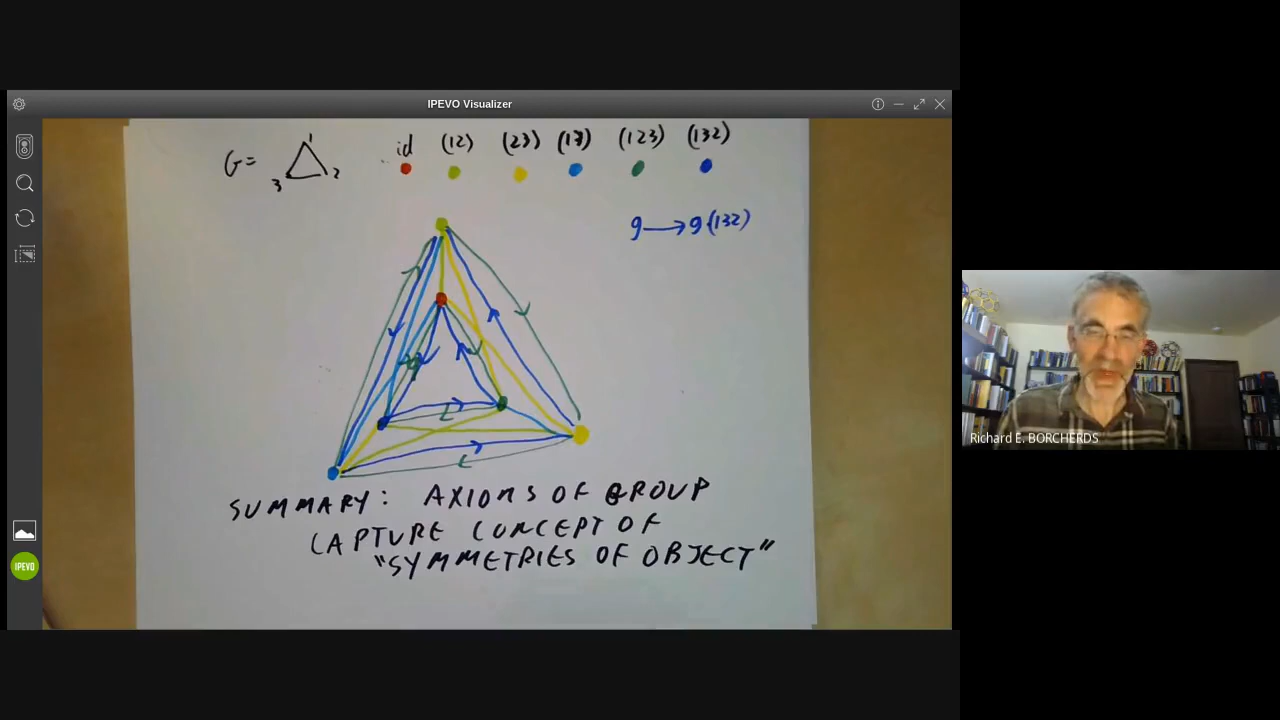 IPEVO Visualizer
G= 1 3 2 id (12) (23) (13) (123) (132)
g → g(132)
SUMMARY: AXIOMS OF GROUP
CAPTURE CONCEPT OF
"SYMMETRIES OF OBJECT"
IPEVO
Richard E. BORCHERDS